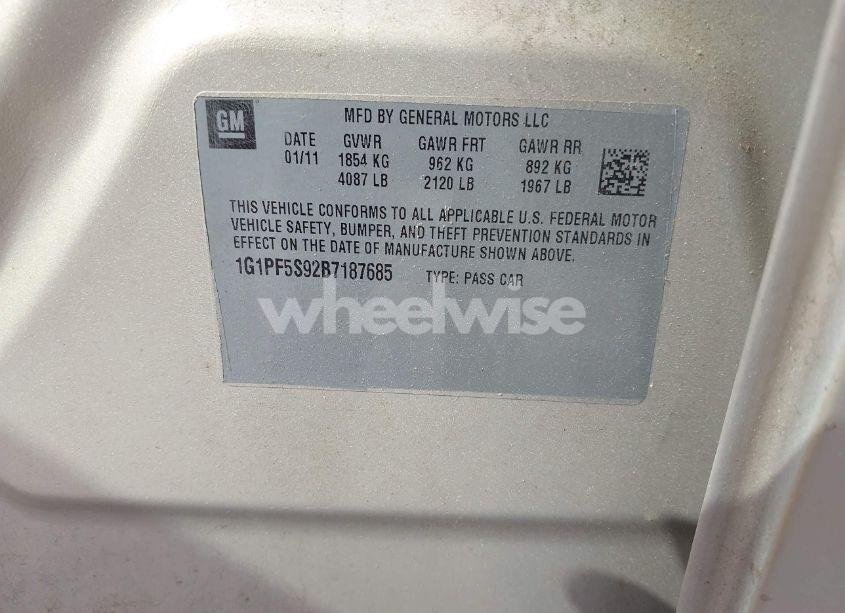 GM
MFD BY GENERAL MOTORS LLC
DATE GVWR GAWR FRT GAWR RR
01/11 1854 KG 962 KG 892 KG
4087 LB 2120 LB 1967 LB
THIS VEHICLE CONFORMS TO ALL APPLICABLE U.S. FEDERAL MOTOR
VEHICLE SAFETY, BUMPER, AND THEFT PREVENTION STANDARDS IN
EFFECT ON THE DATE OF MANUFACTURE SHOWN ABOVE.
1G1PF5S92B7187685 TYPE: PASS CAR
wheelwise